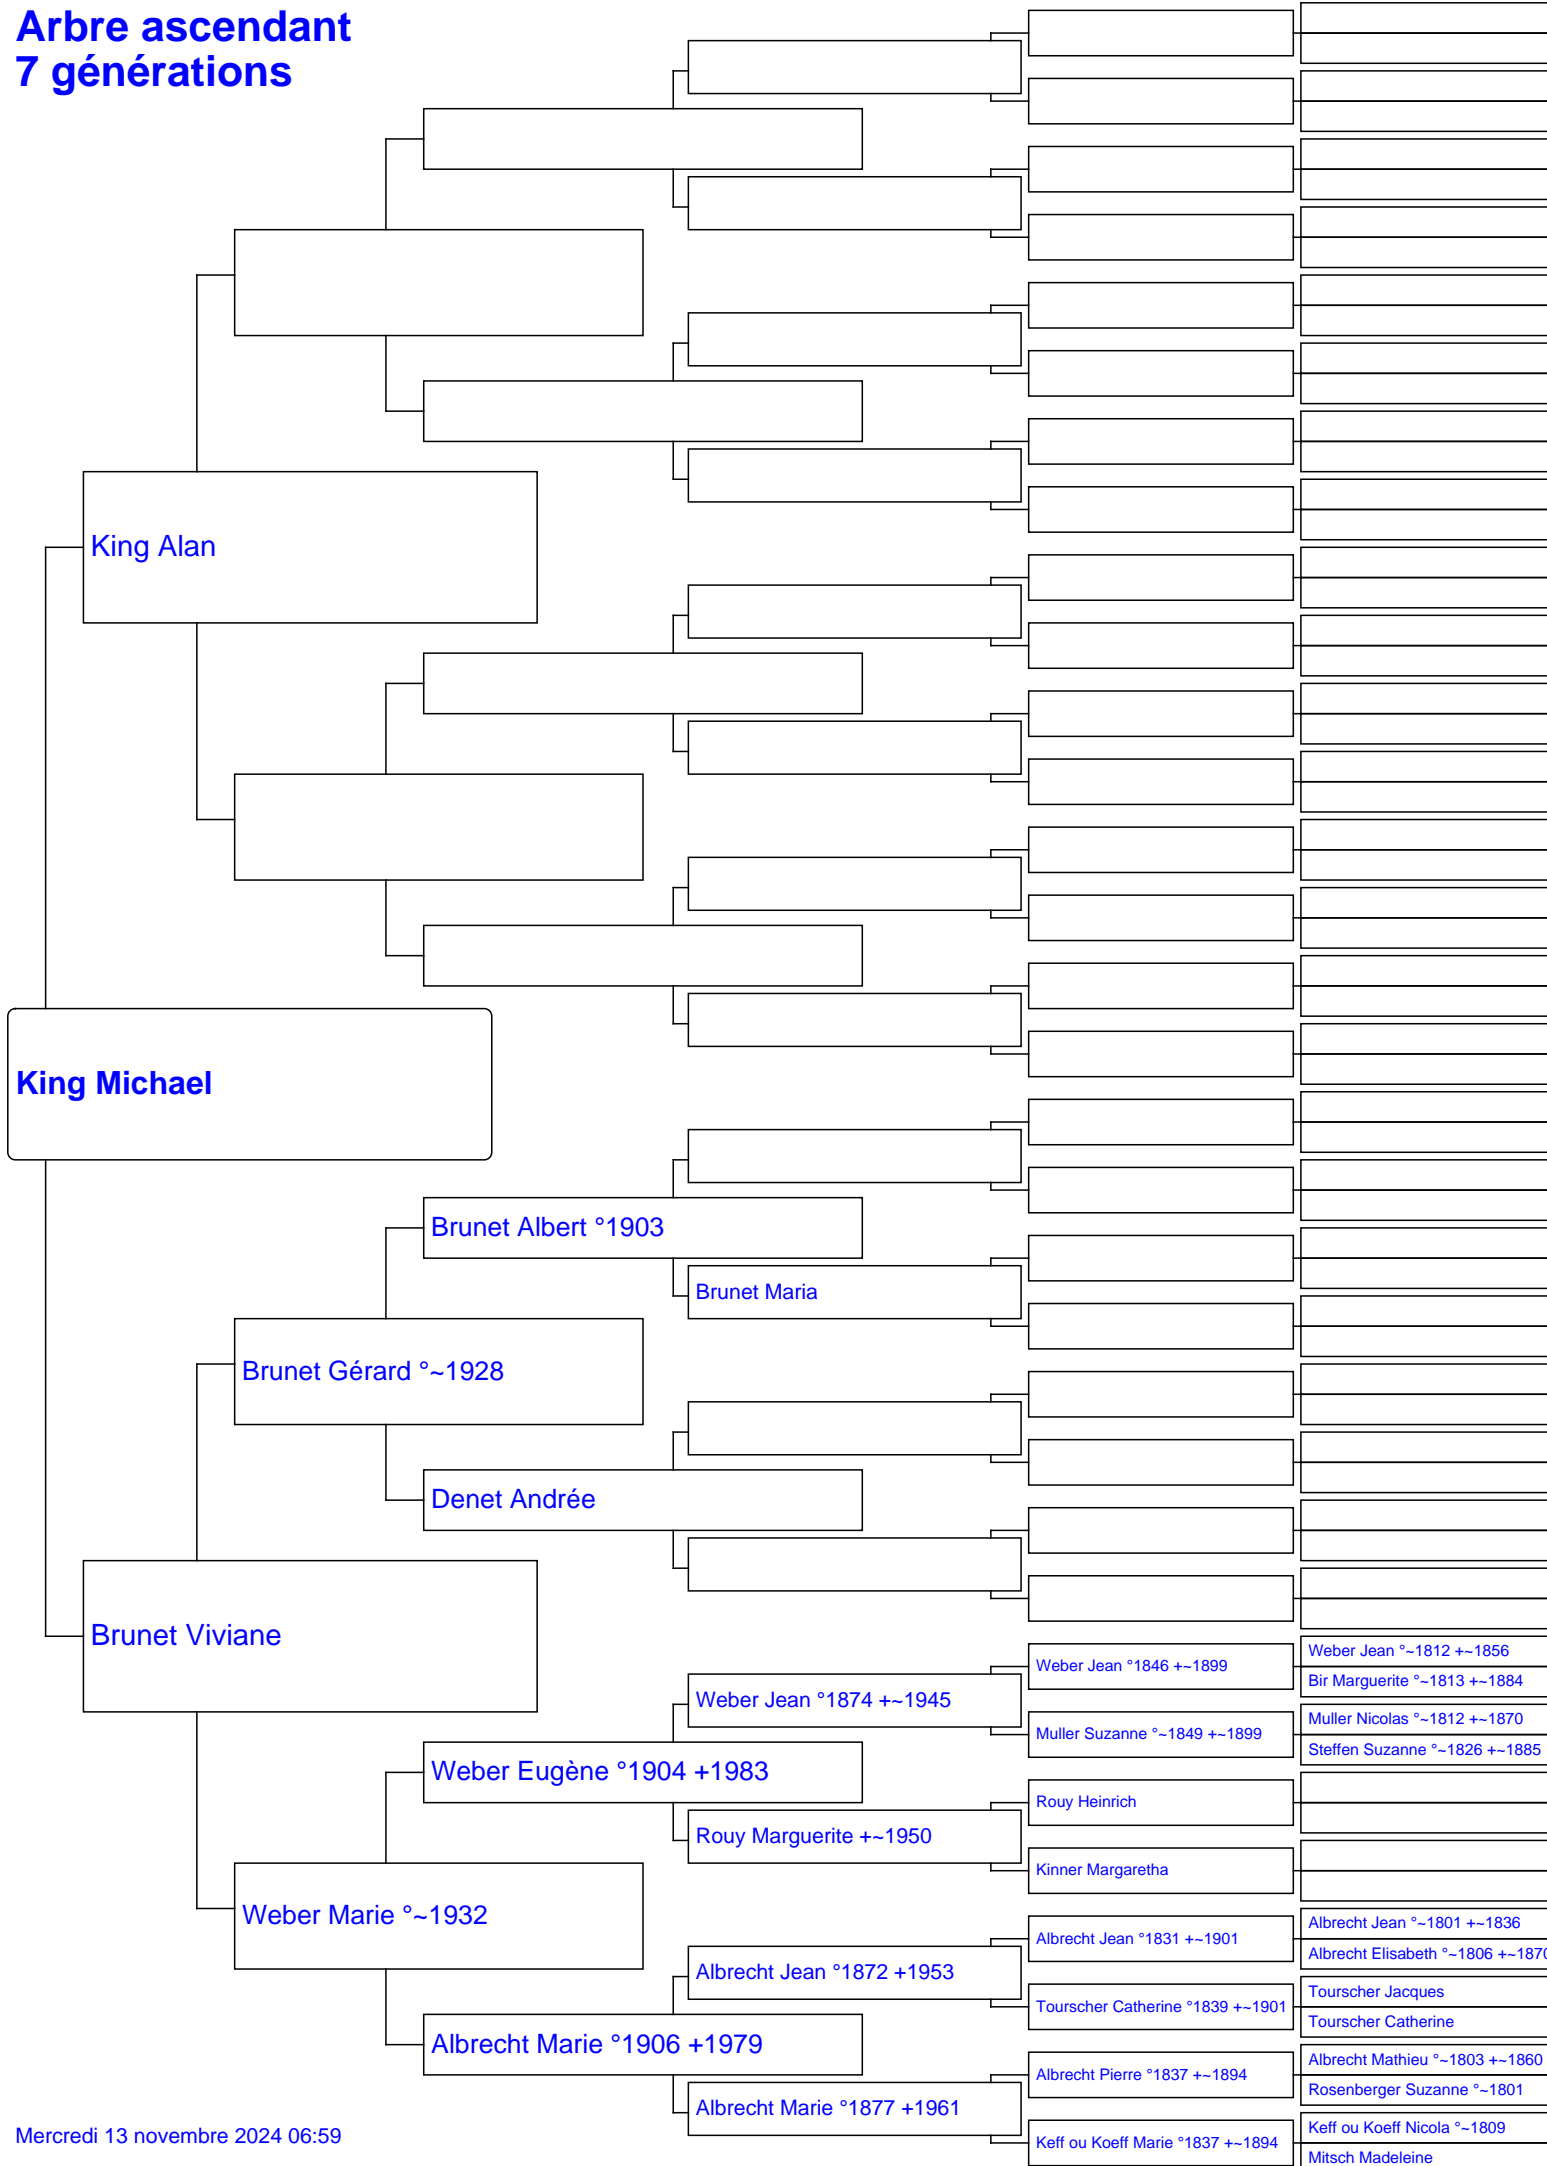 Arbre ascendant
7 générations
King Alan
King Michael
Brunet Albert °1903
Brunet Maria
Brunet Gérard °~1928
Denet Andrée
Brunet Viviane
Weber Jean °~1812 +~1856
Weber Jean °1846 +~1899
Bir Marguerite °~1813 +~1884
Weber Jean °1874 +~1945
Muller Nicolas °~1812 +~1870
Muller Suzanne °~1849 +~1899
Steffen Suzanne °~1826 +~1885
Weber Eugène °1904 +1983
Rouy Heinrich
Rouy Marguerite +~1950
Kinner Margaretha
Weber Marie °~1932
Albrecht Jean °~1801 +~1836
Albrecht Jean °1831 +~1901
Albrecht Elisabeth °~1806 +~1870
Albrecht Jean °1872 +1953
Tourscher Jacques
Tourscher Catherine °1839 +~1901
Tourscher Catherine
Albrecht Marie °1906 +1979
Albrecht Mathieu °~1803 +~1860
Albrecht Pierre °1837 +~1894
Rosenberger Suzanne °~1801
Albrecht Marie °1877 +1961
Keff ou Koeff Nicola °~1809
Keff ou Koeff Marie °1837 +~1894
Mitsch Madeleine
Mercredi 13 novembre 2024 06:59